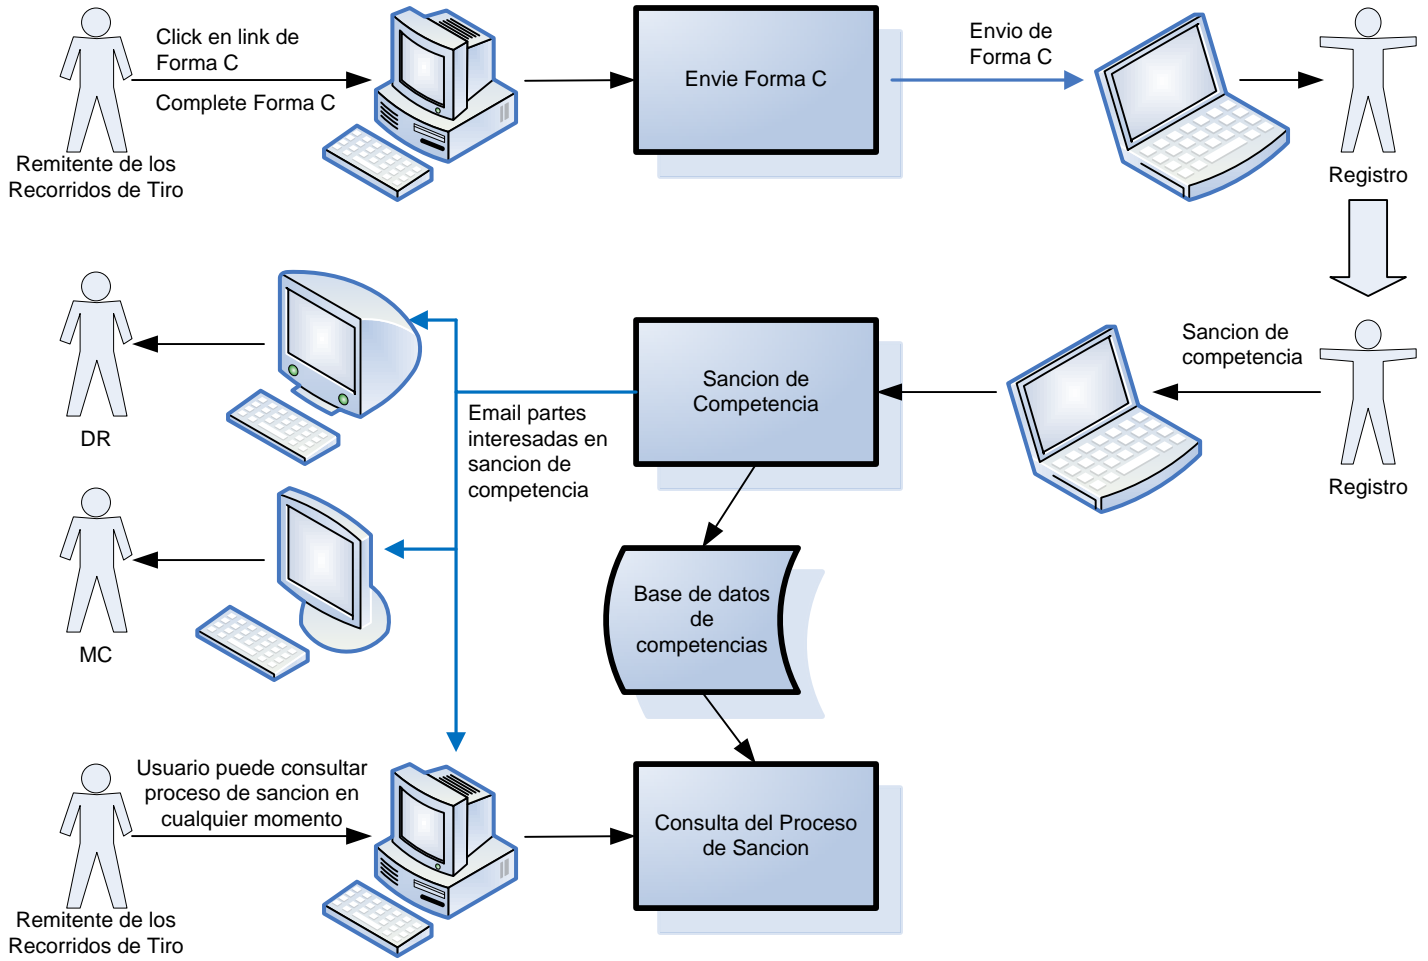 Click en link de
Forma C
Complete Forma C
Remitente de los
Recorridos de Tiro
Envie Forma C
Envio de
Forma C
Registro
DR
Email partes
interesadas en
sancion de
competencia
Sancion de
Competencia
Sancion de
competencia
Registro
MC
Base de datos
de
competencias
Usuario puede consultar
proceso de sancion en
cualquier momento
Remitente de los
Recorridos de Tiro
Consulta del Proceso
de Sancion